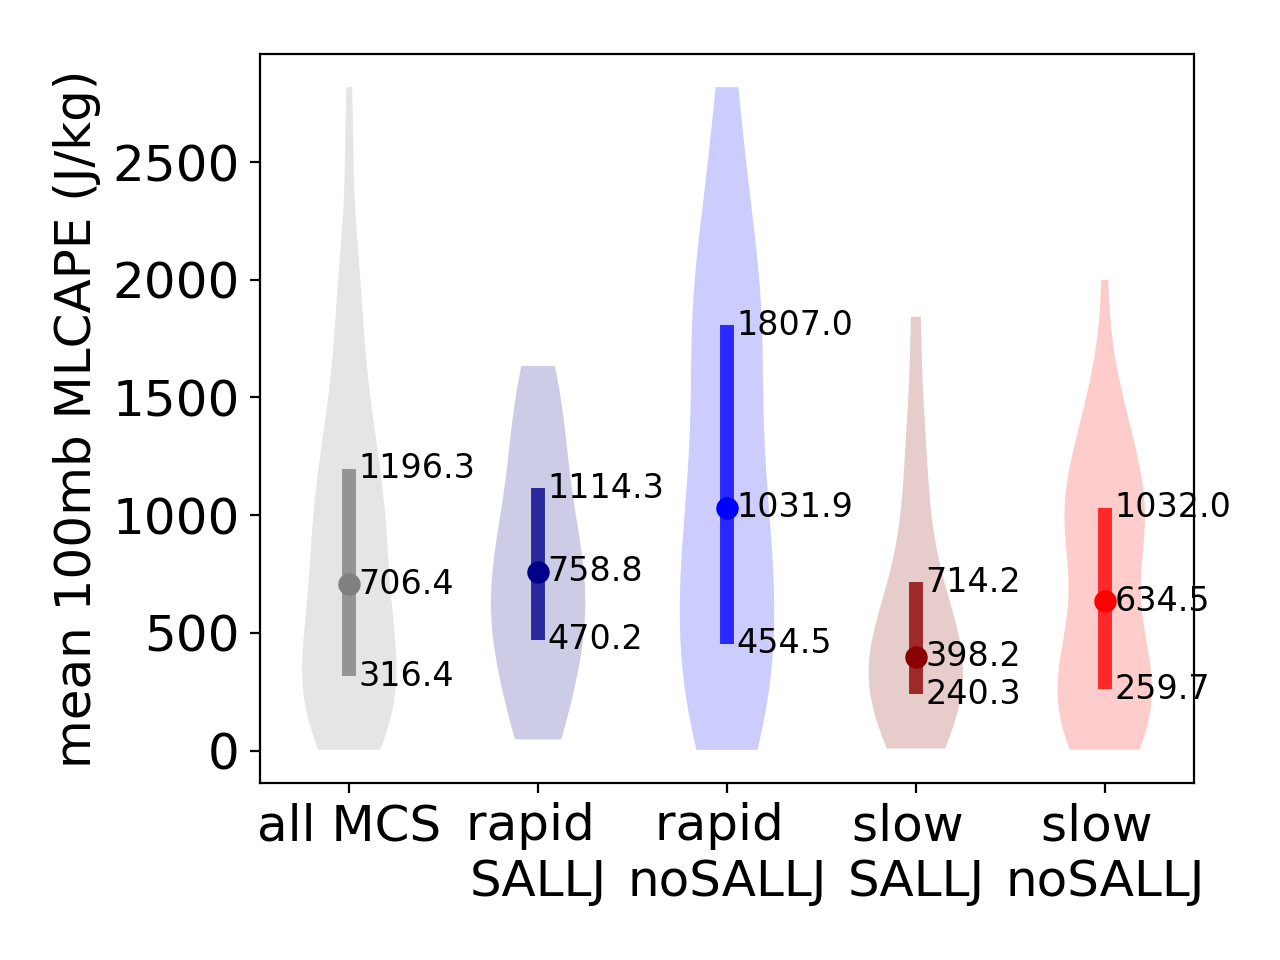 mean 100mb MLCAPE (J/kg)
2500
2000
1500
1000
500
0
1196.3
706.4
316.4
1114.3
758.8
470.2
1807.0
1031.9
454.5
714.2
398.2
240.3
1032.0
634.5
259.7
all MCS
rapid
SALLJ
rapid
noSALLJ
slow
SALLJ
slow
noSALLJ